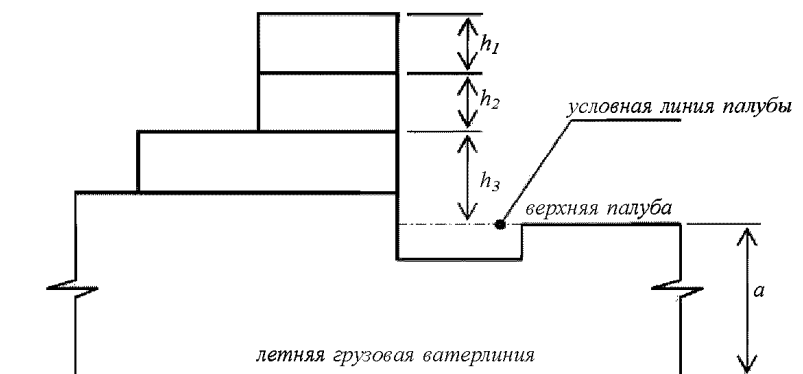 h1
h2
условная линия палубы
h3
верхняя палуба
a
летняя грузовая ватерлиния